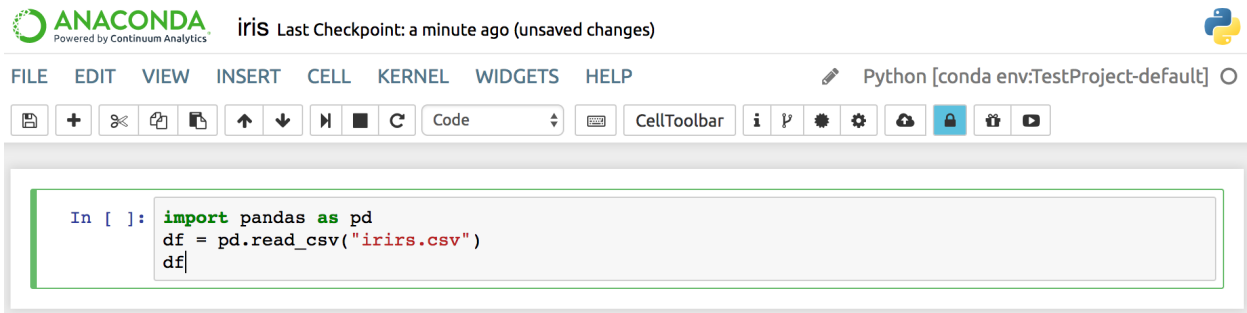 ANACONDA
Powered by Continuum Analytics
iris Last Checkpoint: a minute ago (unsaved changes)
FILE EDIT VIEW INSERT CELL KERNEL WIDGETS HELP Python [conda env:TestProject-default]
Code CellToolbar
In [ ]: import pandas as pd
df = pd.read_csv("irirs.csv")
df